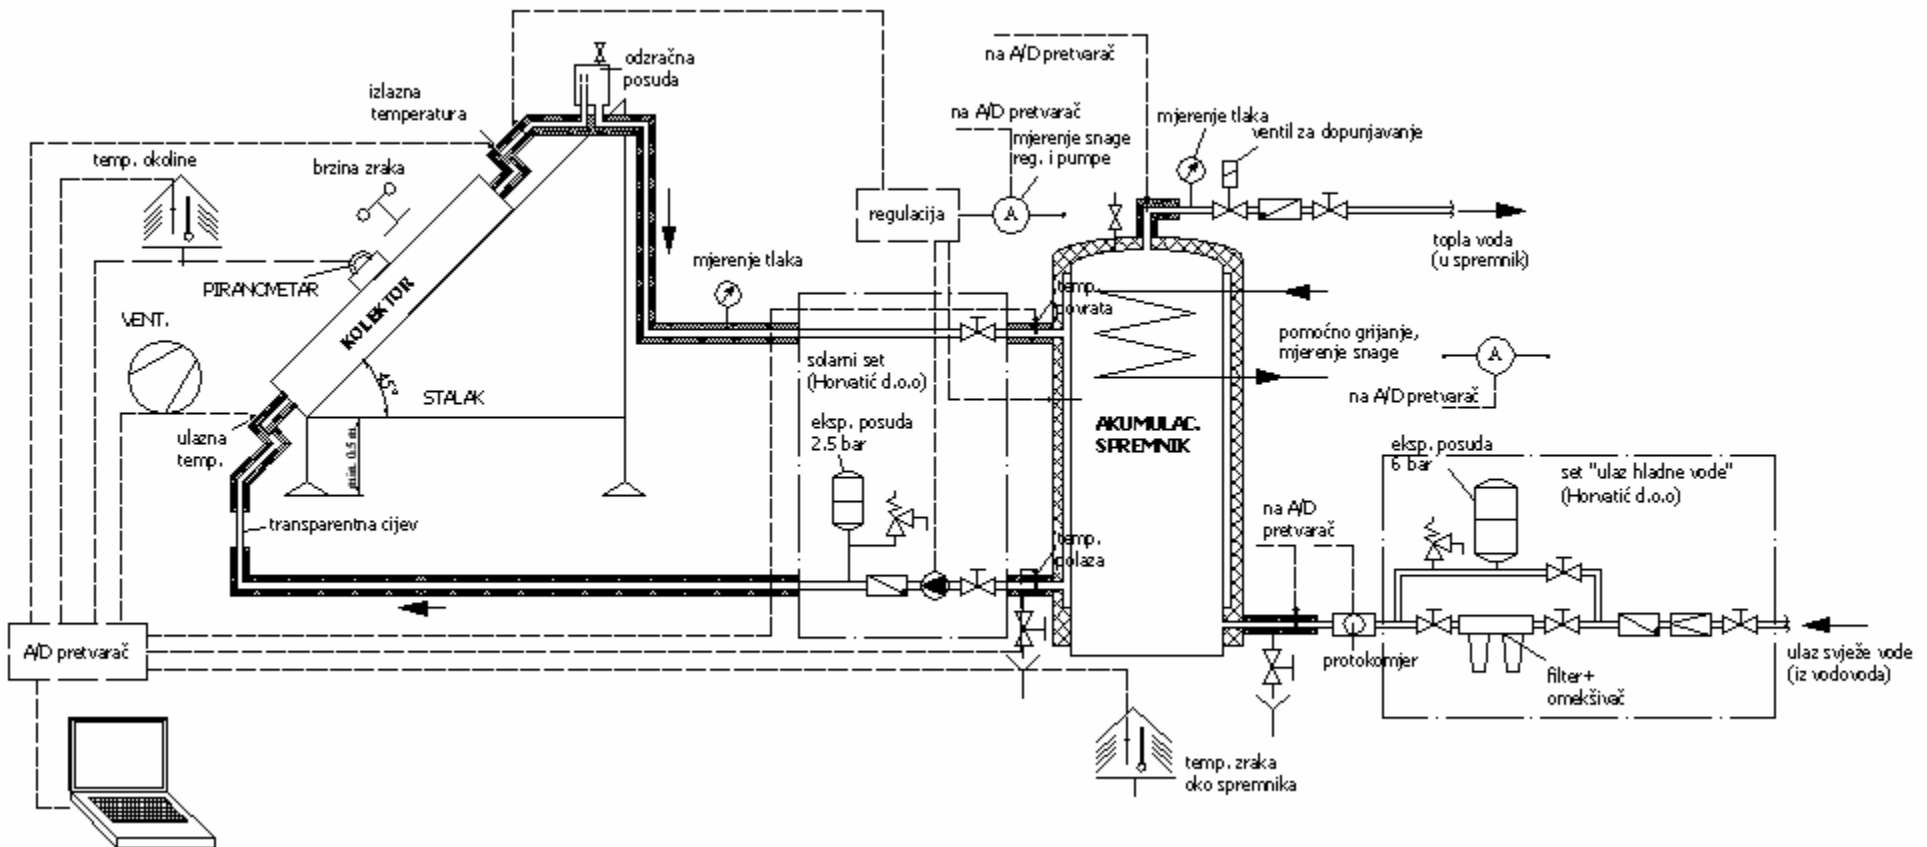 odzračna
posuda
izlazna
temperatura
temp. okoline
brzina zraka
PIRANOMETAR
KOLEKTOR
VENT.
45°
STALAK
ulazna
temp.
min. 0.5 m
transparentna cijev
A/D pretvarač
mjerenje tlaka
regulacija
na A/D pretvarač
na A/D pretvarač
mjerenje snage
reg. i pumpe
A
mjerenje tlaka
ventil za dopunjavanje
topla voda
(u spremnik)
temp.
povrata
solarni set
(Horvatić d.o.o)
eksp. posuda
2.5 bar
pomoćno grijanje,
mjerenje snage
A
na A/D pretvarač
AKUMULAC.
SPREMNIK
temp.
polaza
na A/D
pretvarač
eksp. posuda
6 bar
set "ulaz hladne vode"
(Horvatić d.o.o)
protokomjer
filter+
omekšivač
ulaz svježe vode
(iz vodovoda)
temp. zraka
oko spremnika